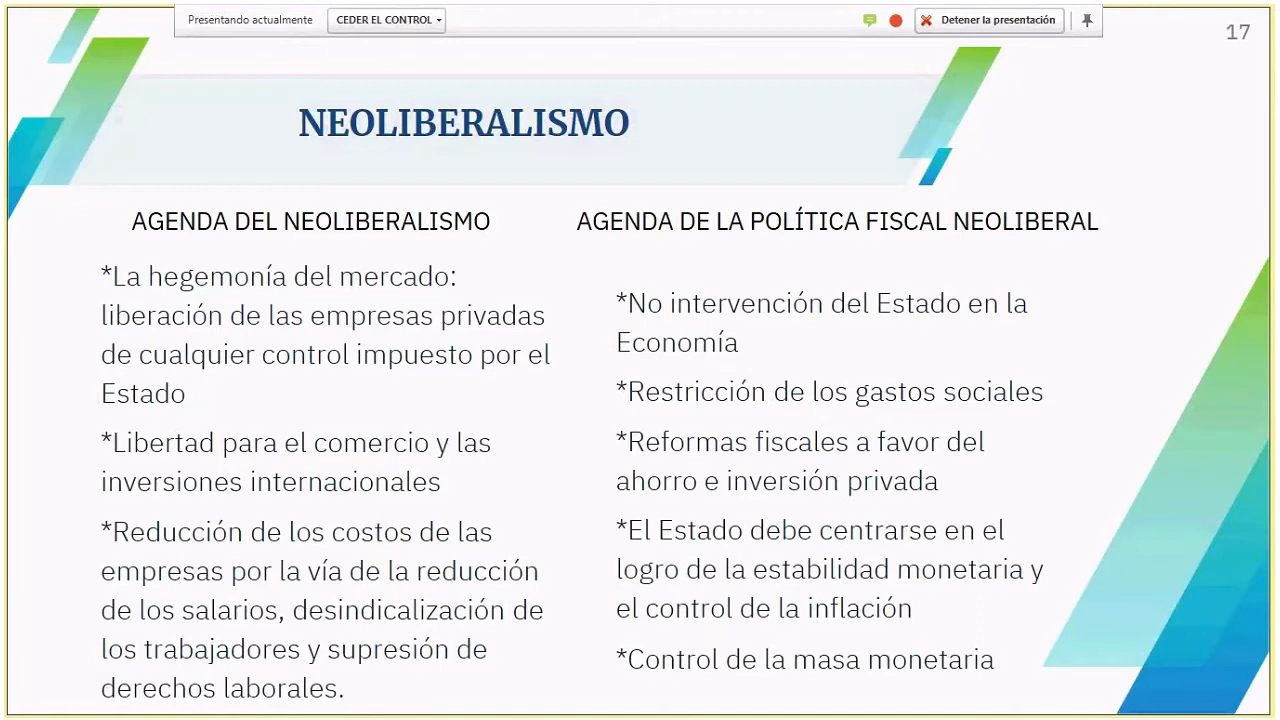 Presentando actualmente
CEDER EL CONTROL
Detener la presentación
17
NEOLIBERALISMO
AGENDA DEL NEOLIBERALISMO
*La hegemonía del mercado:
liberación de las empresas privadas
de cualquier control impuesto por el
Estado
*Libertad para el comercio y las
inversiones internacionales
*Reducción de los costos de las
empresas por la vía de la reducción
de los salarios, desindicalización de
los trabajadores y supresión de
derechos laborales.
AGENDA DE LA POLÍTICA FISCAL NEOLIBERAL
*No intervención del Estado en la
Economía
*Restricción de los gastos sociales
*Reformas fiscales a favor del
ahorro e inversión privada
*El Estado debe centrarse en el
logro de la estabilidad monetaria y
el control de la inflación
*Control de la masa monetaria